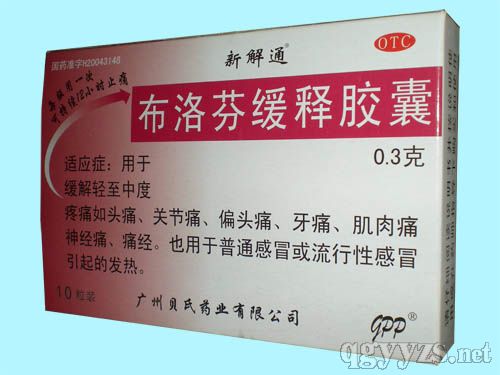 国药准字H20043148
新解通®
OTC
每服用一次
可持续12小时止痛
布洛芬缓释胶囊
0.3克
适应症：用于
缓解轻至中度
疼痛如头痛、关节痛、偏头痛、牙痛、肌肉痛
神经痛、痛经。也用于普通感冒或流行性感冒
引起的发热。
10粒装
广州贝氏药业有限公司
gpp®
qgyyzs.net